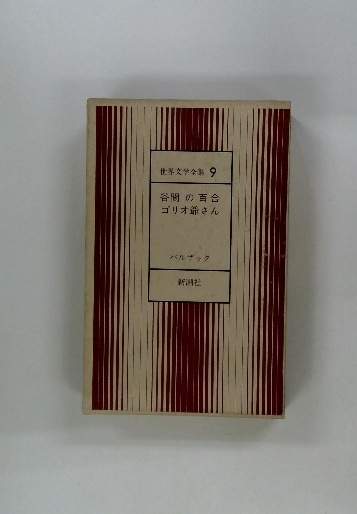 世界文学全集 9
谷間の百合
ゴリオ爺さん
バルザック
新潮社